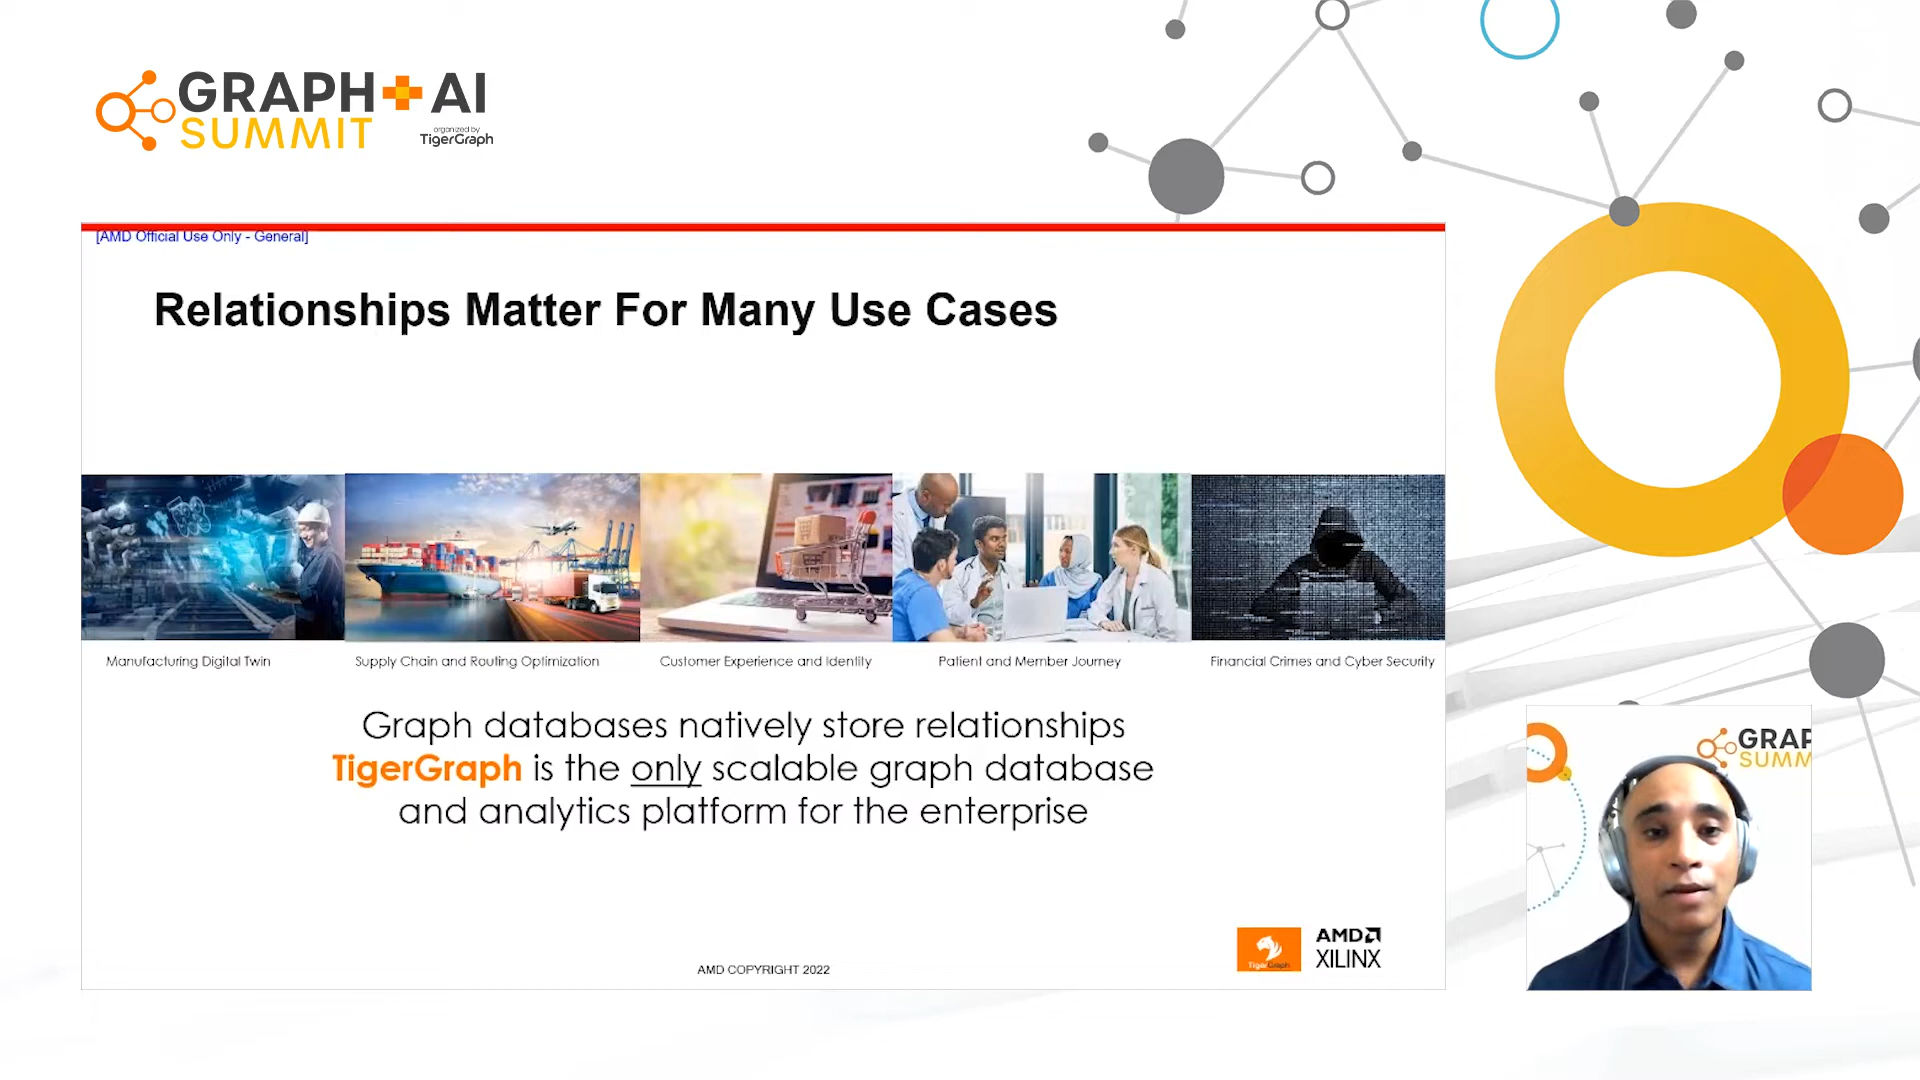 GRAPH+AI
SUMMIT
organized by
TigerGraph
[AMD Official Use Only - General]
Relationships Matter For Many Use Cases
Manufacturing Digital Twin
Supply Chain and Routing Optimization
Customer Experience and Identity
Patient and Member Journey
Financial Crimes and Cyber Security
Graph databases natively store relationships
TigerGraph is the only scalable graph database
and analytics platform for the enterprise
TigerGraph
AMD
XILINX
AMD COPYRIGHT 2022
GRAP
SUMM